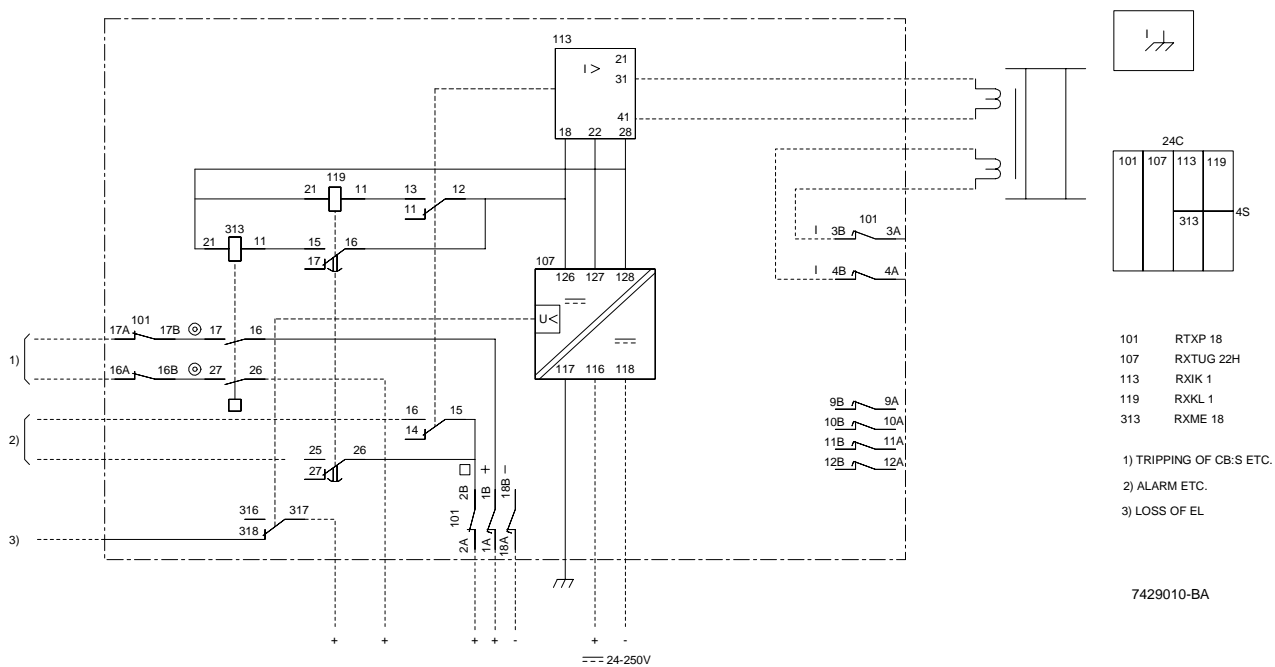 113
21
I >
31
41
18 22 28
I
24C
101 107 113 119
313
4S
119
21 11 13 12
11
313
21 11 15 16
17
101
I 3B 3A
I 4B 4A
107
126 127 128
U<
117 116 118
101
17A 17B 17 16
1)
16A 16B 27 26
16 15
14
2)
25 26
27
316 317
318
3)
+ -
2B 1B 18B
101
2A 1A 18A
9B 9A
10B 10A
11B 11A
12B 12A
101 RTXP 18
107 RXTUG 22H
113 RXIK 1
119 RXKL 1
313 RXME 18
1) TRIPPING OF CB:S ETC.
2) ALARM ETC.
3) LOSS OF EL
7429010-BA
+ + + + - + -
24-250V